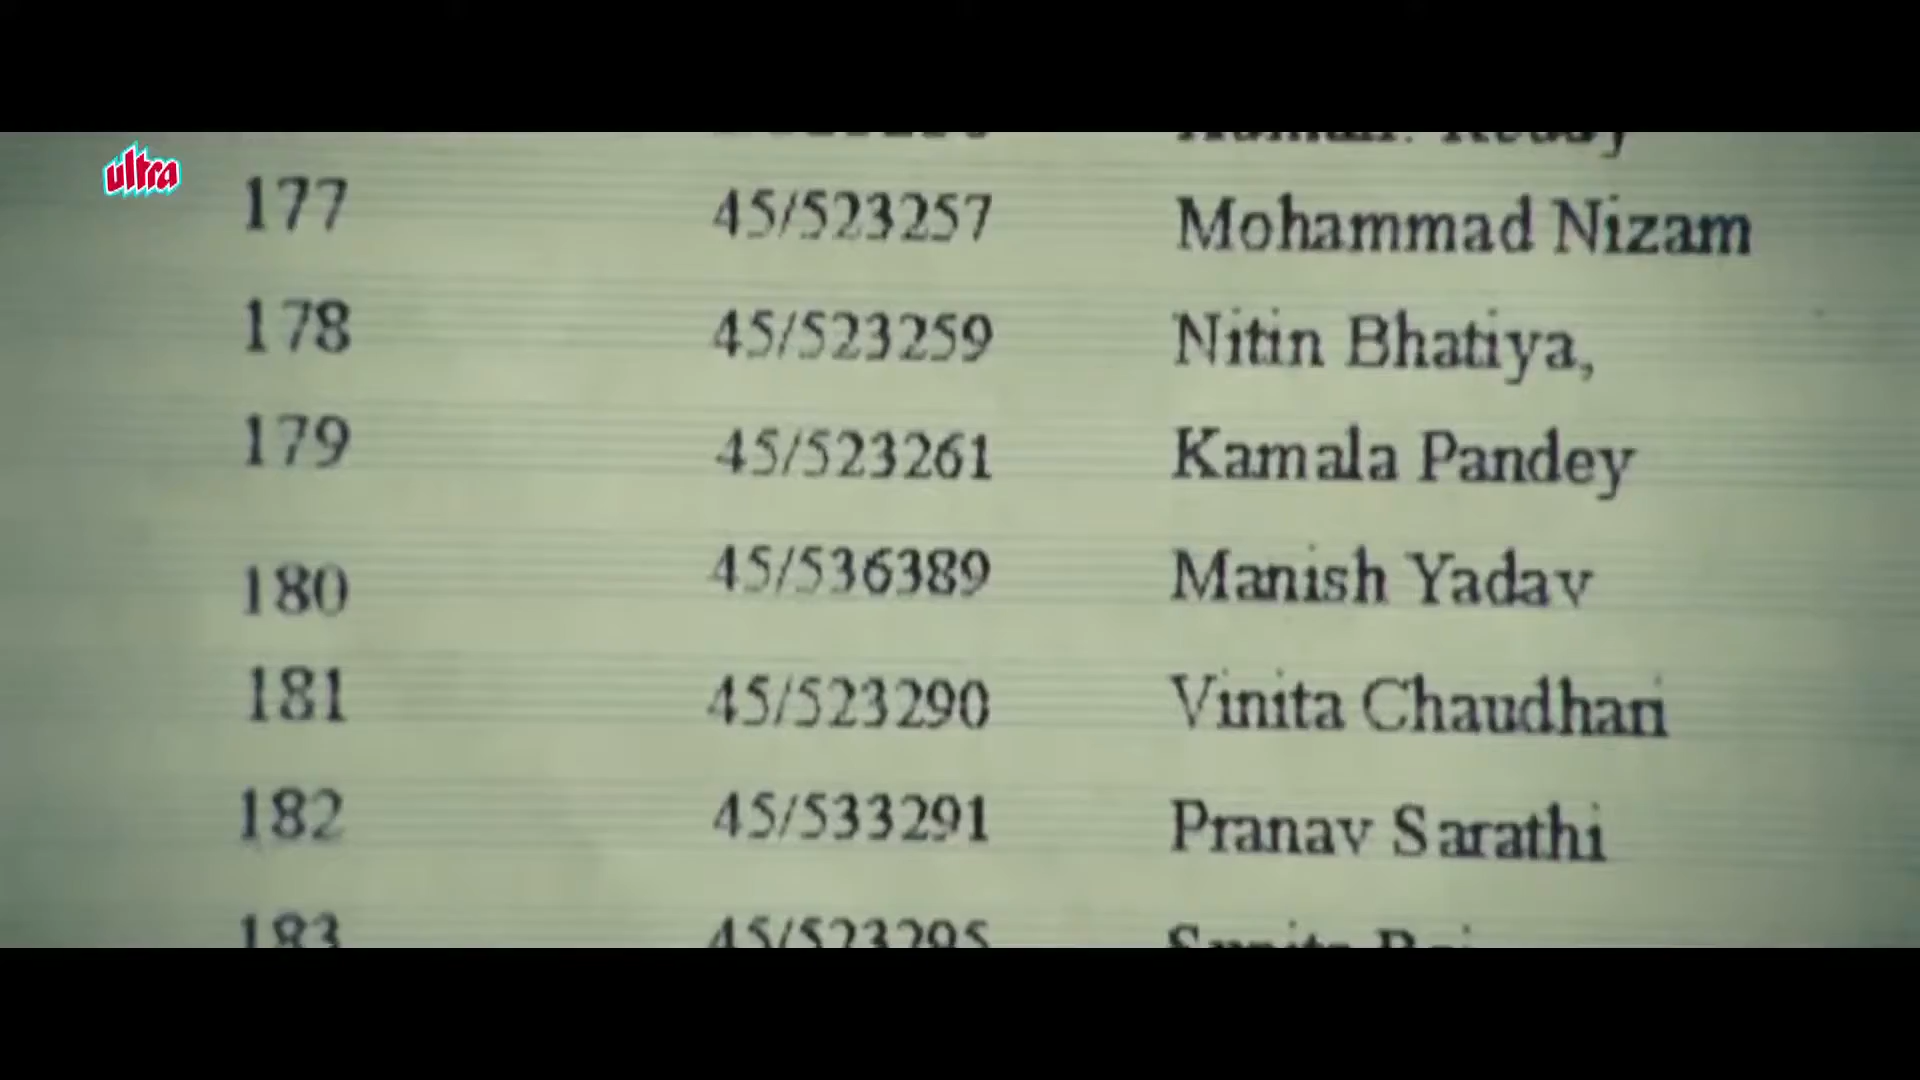 ultra
177 45/523257 Mohammad Nizam
178 45/523259 Nitin Bhatiya,
179 45/523261 Kamala Pandey
180 45/536389 Manish Yadav
181 45/523290 Vinita Chaudhari
182 45/533291 Pranav Sarathi
183 45/523295